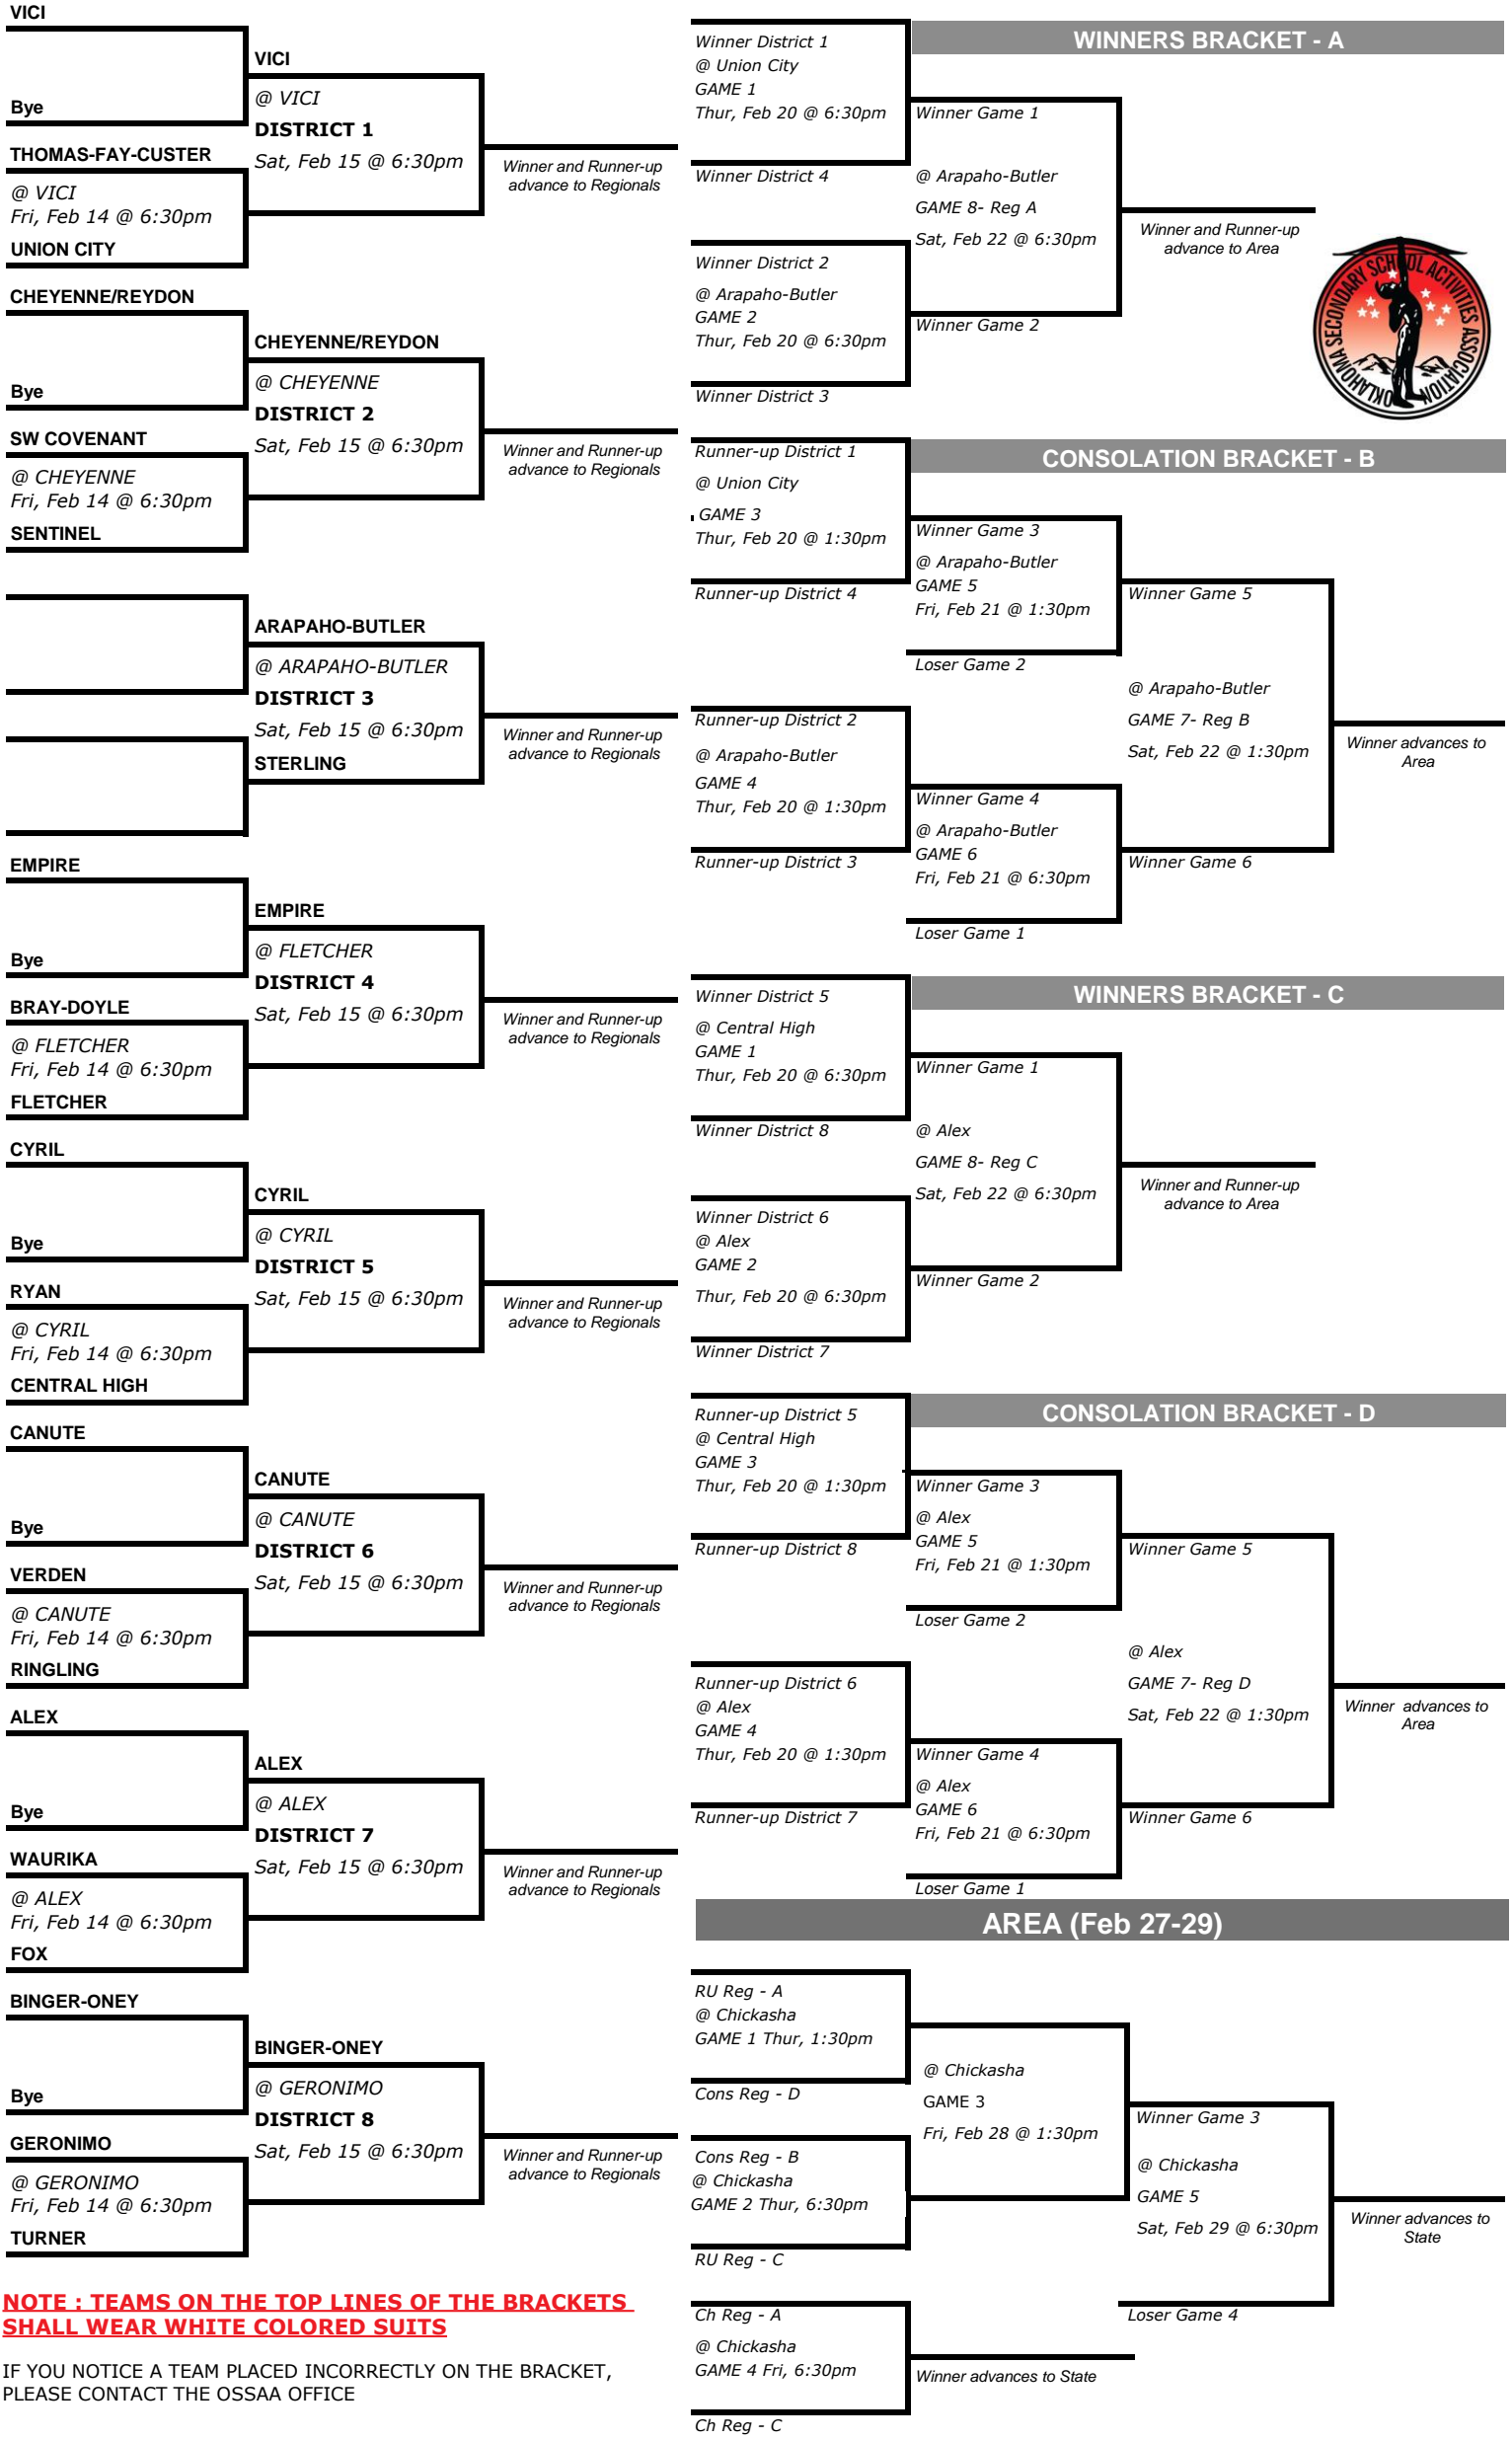 VICI
Bye
VICI
@ VICI
DISTRICT 1
Sat, Feb 15 @ 6:30pm
THOMAS-FAY-CUSTER
@ VICI
Fri, Feb 14 @ 6:30pm
UNION CITY
Winner and Runner-up
advance to Regionals
CHEYENNE/REYDON
Bye
CHEYENNE/REYDON
@ CHEYENNE
DISTRICT 2
Sat, Feb 15 @ 6:30pm
SW COVENANT
@ CHEYENNE
Fri, Feb 14 @ 6:30pm
SENTINEL
Winner and Runner-up
advance to Regionals
ARAPAHO-BUTLER
@ ARAPAHO-BUTLER
DISTRICT 3
Sat, Feb 15 @ 6:30pm
STERLING
Winner and Runner-up
advance to Regionals
EMPIRE
Bye
EMPIRE
@ FLETCHER
DISTRICT 4
Sat, Feb 15 @ 6:30pm
BRAY-DOYLE
@ FLETCHER
Fri, Feb 14 @ 6:30pm
FLETCHER
Winner and Runner-up
advance to Regionals
CYRIL
Bye
CYRIL
@ CYRIL
DISTRICT 5
Sat, Feb 15 @ 6:30pm
RYAN
@ CYRIL
Fri, Feb 14 @ 6:30pm
CENTRAL HIGH
Winner and Runner-up
advance to Regionals
CANUTE
Bye
CANUTE
@ CANUTE
DISTRICT 6
Sat, Feb 15 @ 6:30pm
VERDEN
@ CANUTE
Fri, Feb 14 @ 6:30pm
RINGLING
Winner and Runner-up
advance to Regionals
ALEX
Bye
ALEX
@ ALEX
DISTRICT 7
Sat, Feb 15 @ 6:30pm
WAURIKA
@ ALEX
Fri, Feb 14 @ 6:30pm
FOX
Winner and Runner-up
advance to Regionals
BINGER-ONEY
Bye
BINGER-ONEY
@ GERONIMO
DISTRICT 8
Sat, Feb 15 @ 6:30pm
GERONIMO
@ GERONIMO
Fri, Feb 14 @ 6:30pm
TURNER
Winner and Runner-up
advance to Regionals
NOTE : TEAMS ON THE TOP LINES OF THE BRACKETS
SHALL WEAR WHITE COLORED SUITS
IF YOU NOTICE A TEAM PLACED INCORRECTLY ON THE BRACKET,
PLEASE CONTACT THE OSSAA OFFICE
WINNERS BRACKET - A
Winner District 1
@ Union City
GAME 1
Thur, Feb 20 @ 6:30pm
Winner District 4
Winner District 2
@ Arapaho-Butler
GAME 2
Thur, Feb 20 @ 6:30pm
Winner District 3
Winner Game 1
@ Arapaho-Butler
GAME 8- Reg A
Sat, Feb 22 @ 6:30pm
Winner Game 2
Winner and Runner-up
advance to Area
OKLAHOMA SECONDARY SCHOOL ACTIVITIES ASSOCIATION
CONSOLATION BRACKET - B
Runner-up District 1
@ Union City
GAME 3
Thur, Feb 20 @ 1:30pm
Runner-up District 4
Winner Game 3
@ Arapaho-Butler
GAME 5
Fri, Feb 21 @ 1:30pm
Loser Game 2
Runner-up District 2
@ Arapaho-Butler
GAME 4
Thur, Feb 20 @ 1:30pm
Runner-up District 3
Winner Game 4
@ Arapaho-Butler
GAME 6
Fri, Feb 21 @ 6:30pm
Loser Game 1
Winner Game 5
@ Arapaho-Butler
GAME 7- Reg B
Sat, Feb 22 @ 1:30pm
Winner Game 6
Winner advances to
Area
WINNERS BRACKET - C
Winner District 5
@ Central High
GAME 1
Thur, Feb 20 @ 6:30pm
Winner District 8
Winner District 6
@ Alex
GAME 2
Thur, Feb 20 @ 6:30pm
Winner District 7
Winner Game 1
@ Alex
GAME 8- Reg C
Sat, Feb 22 @ 6:30pm
Winner Game 2
Winner and Runner-up
advance to Area
CONSOLATION BRACKET - D
Runner-up District 5
@ Central High
GAME 3
Thur, Feb 20 @ 1:30pm
Runner-up District 8
Winner Game 3
@ Alex
GAME 5
Fri, Feb 21 @ 1:30pm
Loser Game 2
Runner-up District 6
@ Alex
GAME 4
Thur, Feb 20 @ 1:30pm
Runner-up District 7
Winner Game 4
@ Alex
GAME 6
Fri, Feb 21 @ 6:30pm
Loser Game 1
Winner Game 5
@ Alex
GAME 7- Reg D
Sat, Feb 22 @ 1:30pm
Winner Game 6
Winner advances to
Area
AREA (Feb 27-29)
RU Reg - A
@ Chickasha
GAME 1 Thur, 1:30pm
Cons Reg - D
Cons Reg - B
@ Chickasha
GAME 2 Thur, 6:30pm
RU Reg - C
@ Chickasha
GAME 3
Fri, Feb 28 @ 1:30pm
Winner Game 3
@ Chickasha
GAME 5
Sat, Feb 29 @ 6:30pm
Loser Game 4
Winner advances to
State
Ch Reg - A
@ Chickasha
GAME 4 Fri, 6:30pm
Ch Reg - C
Winner advances to State